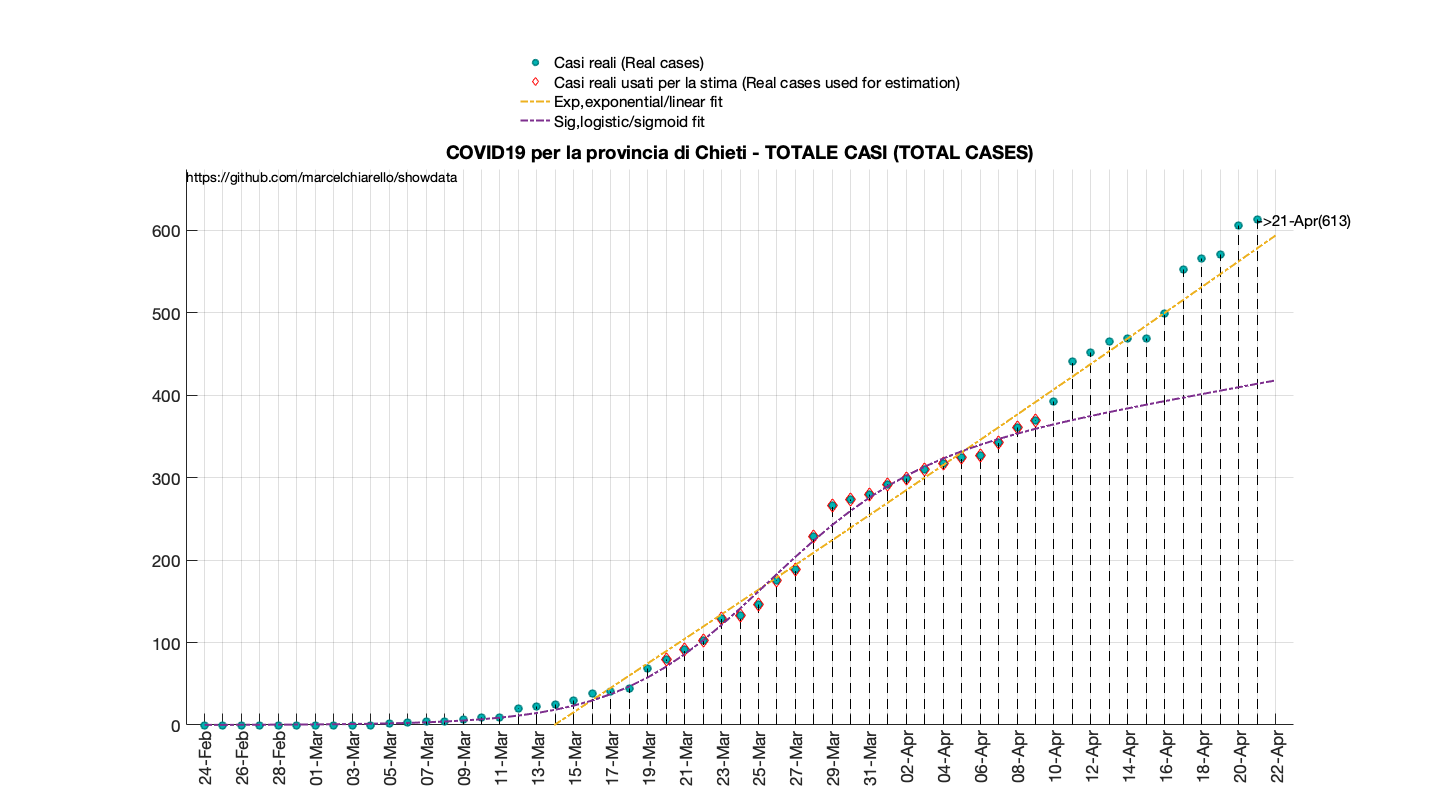 Casi reali (Real cases)
Casi reali usati per la stima (Real cases used for estimation)
Exp,exponential/linear fit
Sig,logistic/sigmoid fit
COVID19 per la provincia di Chieti - TOTALE CASI (TOTAL CASES)
https://github.com/marcelchiarello/showdata
->21-Apr(613)
600
500
400
300
200
100
0
24-Feb
26-Feb
28-Feb
01-Mar
03-Mar
05-Mar
07-Mar
09-Mar
11-Mar
13-Mar
15-Mar
17-Mar
19-Mar
21-Mar
23-Mar
25-Mar
27-Mar
29-Mar
31-Mar
02-Apr
04-Apr
06-Apr
08-Apr
10-Apr
12-Apr
14-Apr
16-Apr
18-Apr
20-Apr
22-Apr